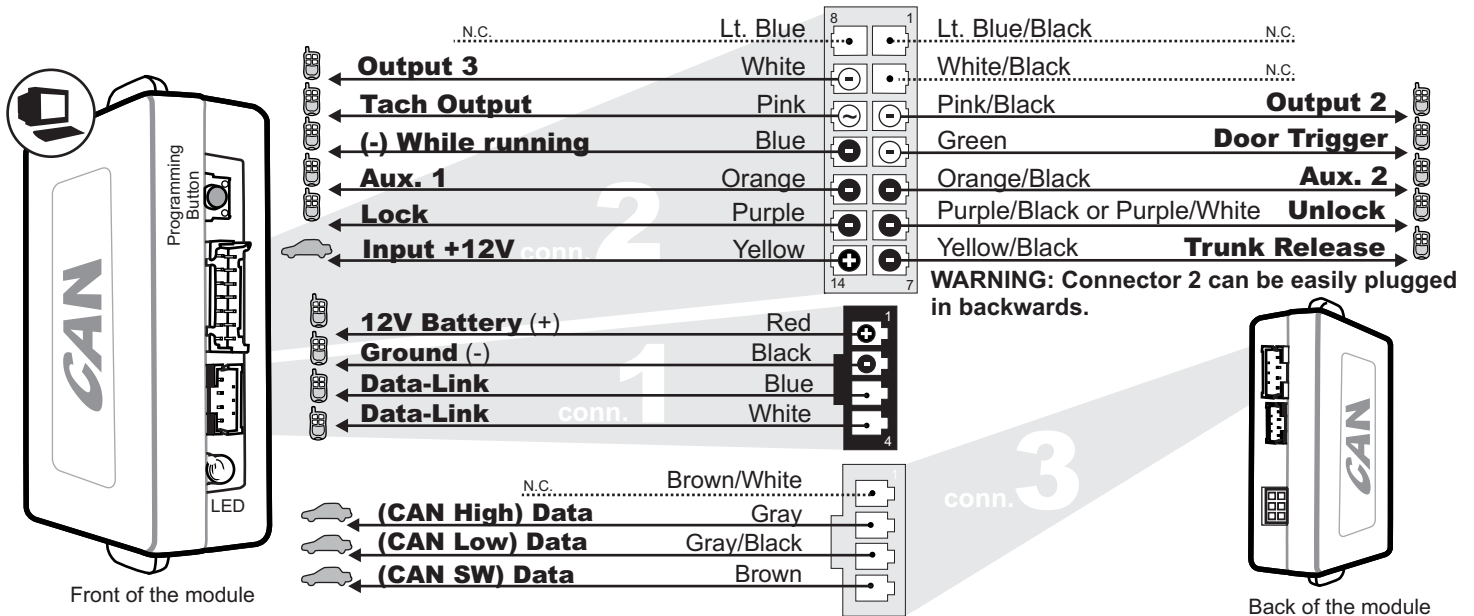 8 1
N.C. Lt. Blue Lt. Blue/Black N.C.
Output 3 White White/Black N.C.
Tach Output Pink Pink/Black Output 2
(-) While running Blue Green Door Trigger
Aux. 1 Orange Orange/Black Aux. 2
Lock Purple Purple/Black or Purple/White Unlock
Input +12V Yellow Yellow/Black Trunk Release
conn. 2
14 7
WARNING: Connector 2 can be easily plugged
in backwards.
Programming
Button
CAN
LED
Front of the module
12V Battery (+) Red 1
Ground (-) Black
Data-Link Blue
Data-Link White
conn. 1
4
N.C. Brown/White 1
(CAN High) Data Gray
(CAN Low) Data Gray/Black
(CAN SW) Data Brown
conn. 3
CAN
Back of the module